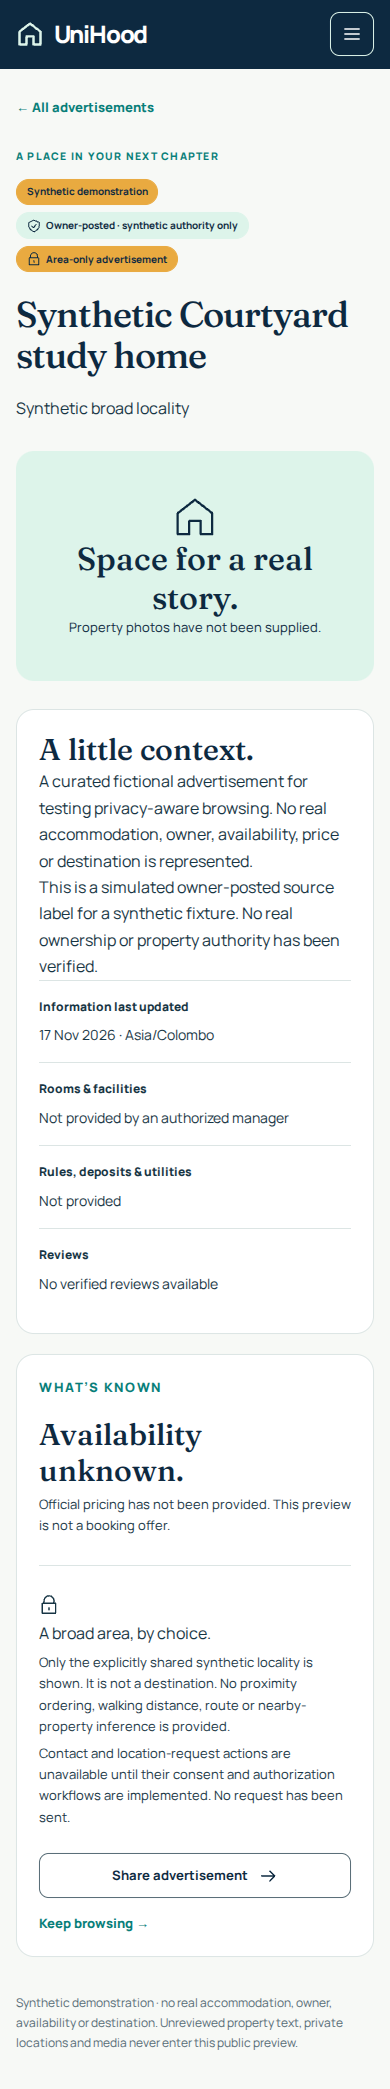 UniHood
← All advertisements
A PLACE IN YOUR NEXT CHAPTER
Synthetic demonstration
Owner-posted · synthetic authority only
Area-only advertisement
Synthetic Courtyard
study home
Synthetic broad locality
Space for a real
story.
Property photos have not been supplied.
A little context.
A curated fictional advertisement for
testing privacy-aware browsing. No real
accommodation, owner, availability, price
or destination is represented.
This is a simulated owner-posted source
label for a synthetic fixture. No real
ownership or property authority has been
verified.
Information last updated
17 Nov 2026 · Asia/Colombo
Rooms & facilities
Not provided by an authorized manager
Rules, deposits & utilities
Not provided
Reviews
No verified reviews available
WHAT'S KNOWN
Availability
unknown.
Official pricing has not been provided. This preview
is not a booking offer.
A broad area, by choice.
Only the explicitly shared synthetic locality is
shown. It is not a destination. No proximity
ordering, walking distance, route or nearby-
property inference is provided.
Contact and location-request actions are
unavailable until their consent and authorization
workflows are implemented. No request has been
sent.
Share advertisement →
Keep browsing →
Synthetic demonstration · no real accommodation, owner,
availability or destination. Unreviewed property text, private
locations and media never enter this public preview.